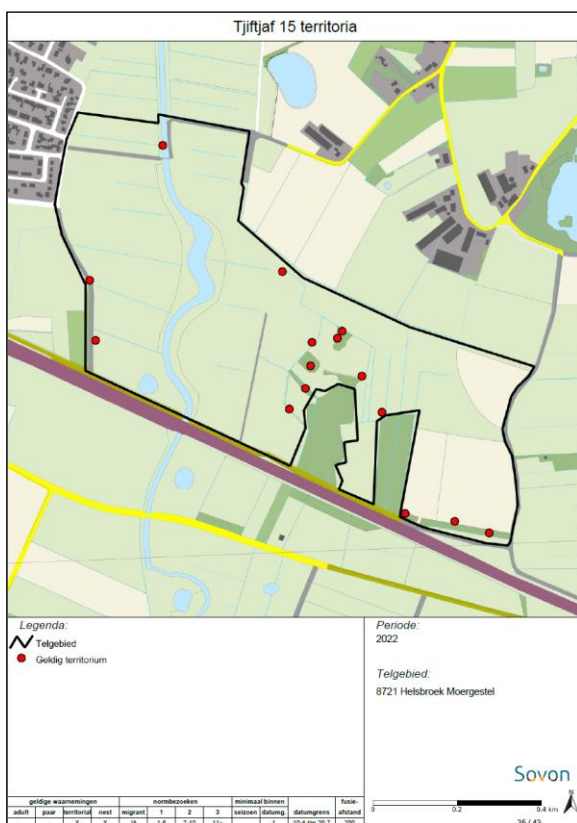 Tjiftjaf 15 territoria
Legenda:
Telgebied
Geldig territorium
Periode:
2022
Telgebied:
8721 Helsbroek Moergestel
Sovon
0 0.2 0.4 km
geldige waarnemingen normbezoeken minimaal binnen fusie-
adult paar territorial nest migrant 1 2 3 seizoen datumg. datumgrens afstand